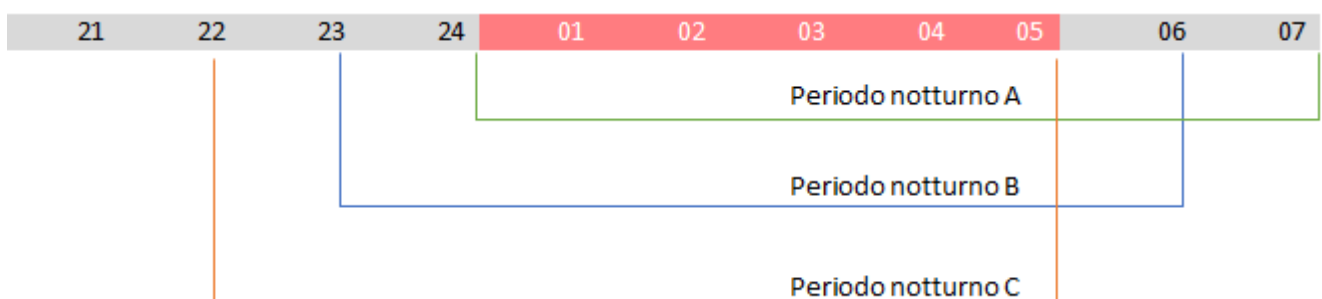 21 22 23 24 01 02 03 04 05 06 07
Periodo notturno A
Periodo notturno B
Periodo notturno C